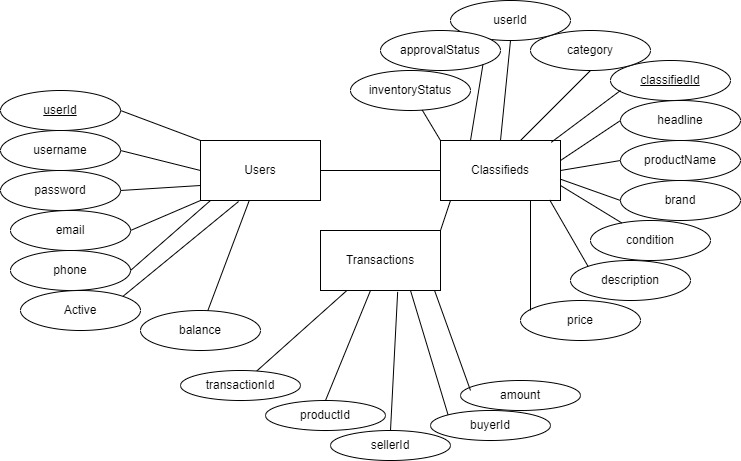 userId
approvalStatus
category
inventoryStatus
classifiedId
userId
headline
username
productName
Users
Classifieds
password
brand
email
condition
Transactions
phone
description
Active
price
balance
transactionId
amount
productId
buyerId
sellerId